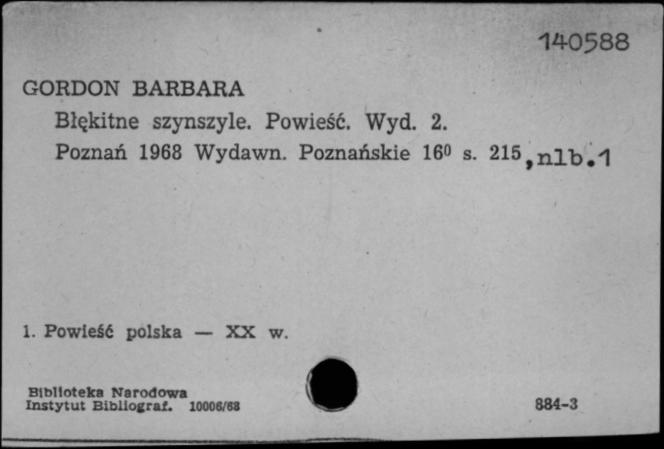 140588
GORDON BARBARA
Błękitne szynszyle. Powieść. Wyd. 2.
Poznań 1968 Wydawn. Poznańskie 16⁰ s. 215, nlb. 1
1. Powieść polska — XX w.
Biblioteka Narodowa
Instytut Bibliograf. 10006/68
884-3